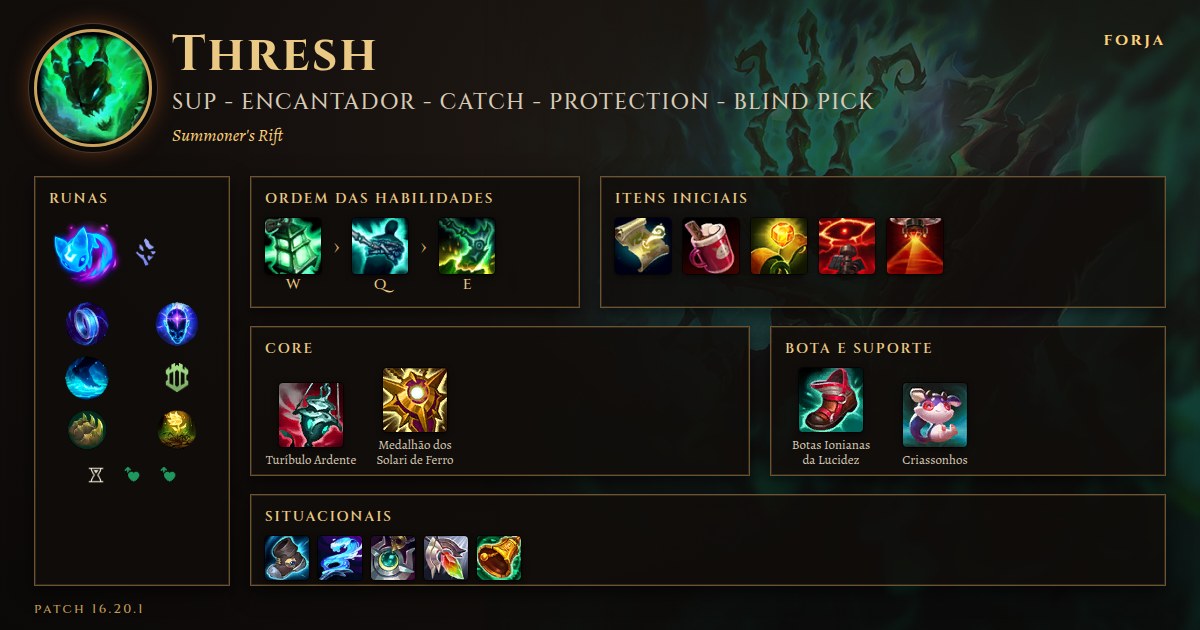 THRESH
FORJA
SUP - ENCANTADOR - CATCH - PROTECTION - BLIND PICK
Summoner's Rift
RUNAS
ORDEM DAS HABILIDADES
W
Q
E
ITENS INICIAIS
CORE
Turíbulo Ardente
Medalhão dos
Solari de Ferro
BOTA E SUPORTE
Botas Ionianas
da Lucidez
Criassonhos
SITUACIONAIS
PATCH 16.20.1